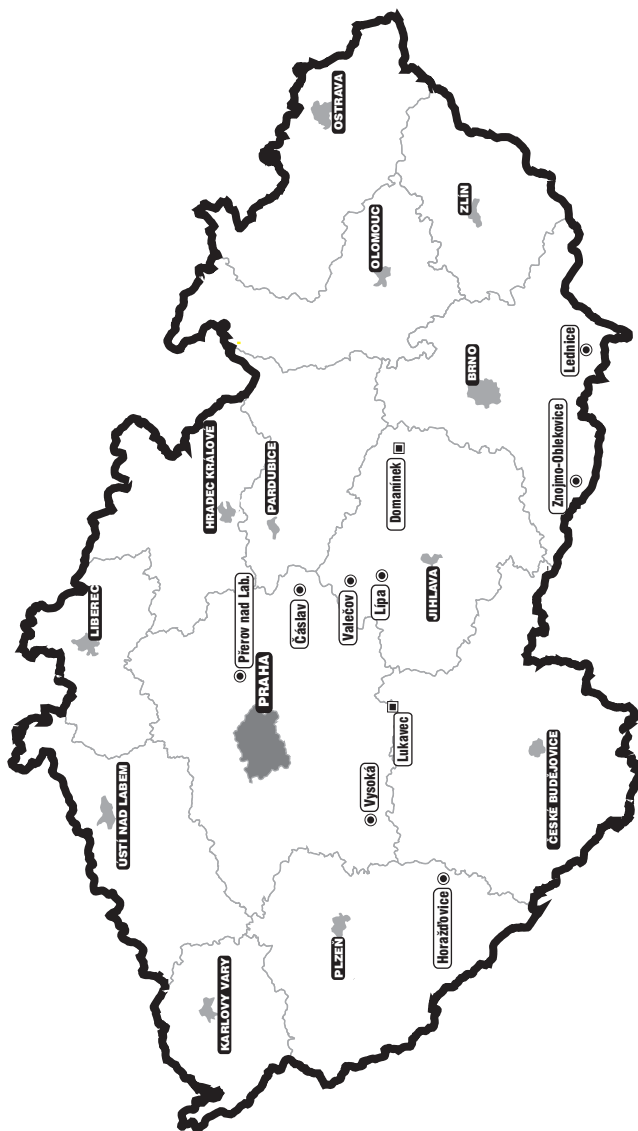 LIBEREC
ÚSTÍ NAD LABEM
HRADEC KRÁLOVÉ
KARLOVY VARY
Přerov nad Lab.
PRAHA
PARDUBICE
Čáslav
PLZEŇ
OSTRAVA
Valečov
Vysoká
OLOMOUC
Lípa
Domanínek
Lukavec
JIHLAVA
Horažďovice
ZLÍN
BRNO
ČESKÉ BUDĚJOVICE
Znojmo-Oblekovice
Lednice